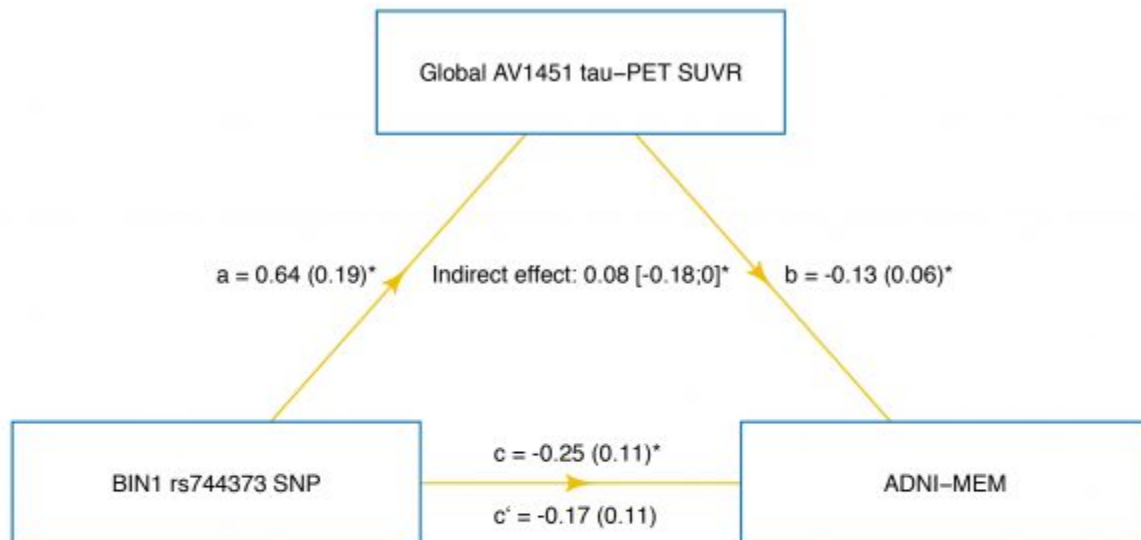 Global AV1451 tau−PET SUVR
a = 0.64 (0.19)*
Indirect effect: 0.08 [-0.18;0]*
b = -0.13 (0.06)*
c = -0.25 (0.11)*
BIN1 rs744373 SNP
ADNI−MEM
c‘ = -0.17 (0.11)